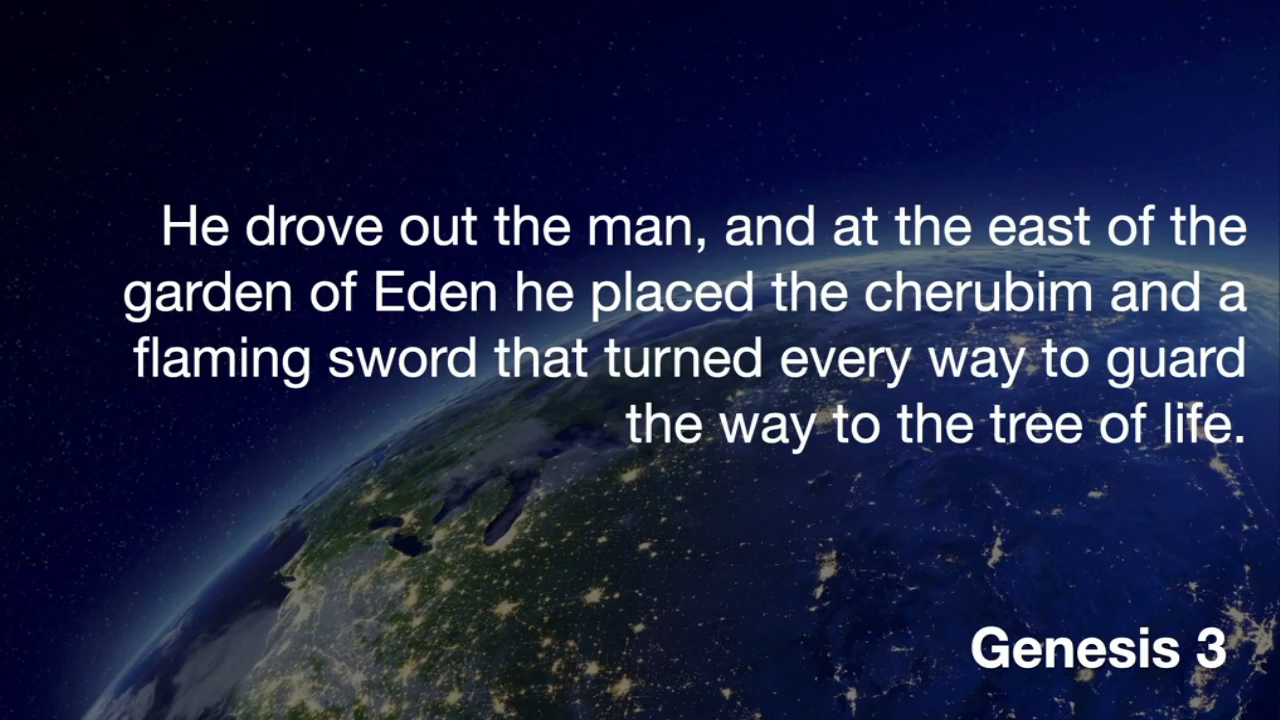 He drove out the man, and at the east of the
garden of Eden he placed the cherubim and a
flaming sword that turned every way to guard
the way to the tree of life.
Genesis 3